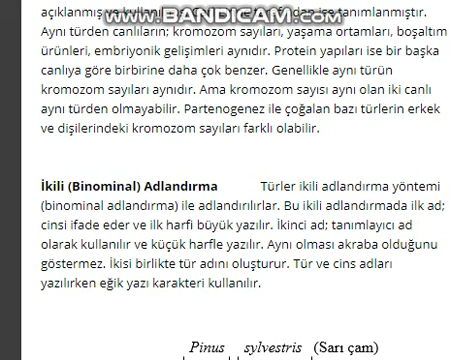 açıklanmış ve
www.BANDICAM.com
tanımlanmıştır.
Aynı türden canlıların; kromozom sayıları, yaşama ortamları, boşaltım
ürünleri, embriyonik gelişimleri aynıdır. Protein yapıları ise bir başka
canlıya göre birbirine daha çok benzer. Genellikle aynı türün
kromozom sayıları aynıdır. Ama kromozom sayısı aynı olan iki canlı
aynı türden olmayabilir. Partenogenez ile çoğalan bazı türlerin erkek
ve dişilerindeki kromozom sayıları farklı olabilir.
İkili (Binominal) Adlandırma Türler ikili adlandırma yöntemi
(binominal adlandırma) ile adlandırılırlar. Bu ikili adlandırmada ilk ad;
cinsi ifade eder ve ilk harfi büyük yazılır. İkinci ad; tanımlayıcı ad
olarak kullanılır ve küçük harfle yazılır. Aynı olması akraba olduğunu
göstermez. İkisi birlikte tür adını oluşturur. Tür ve cins adları
yazılırken eğik yazı karakteri kullanılır.
Pinus sylvestris (Sarı çam)